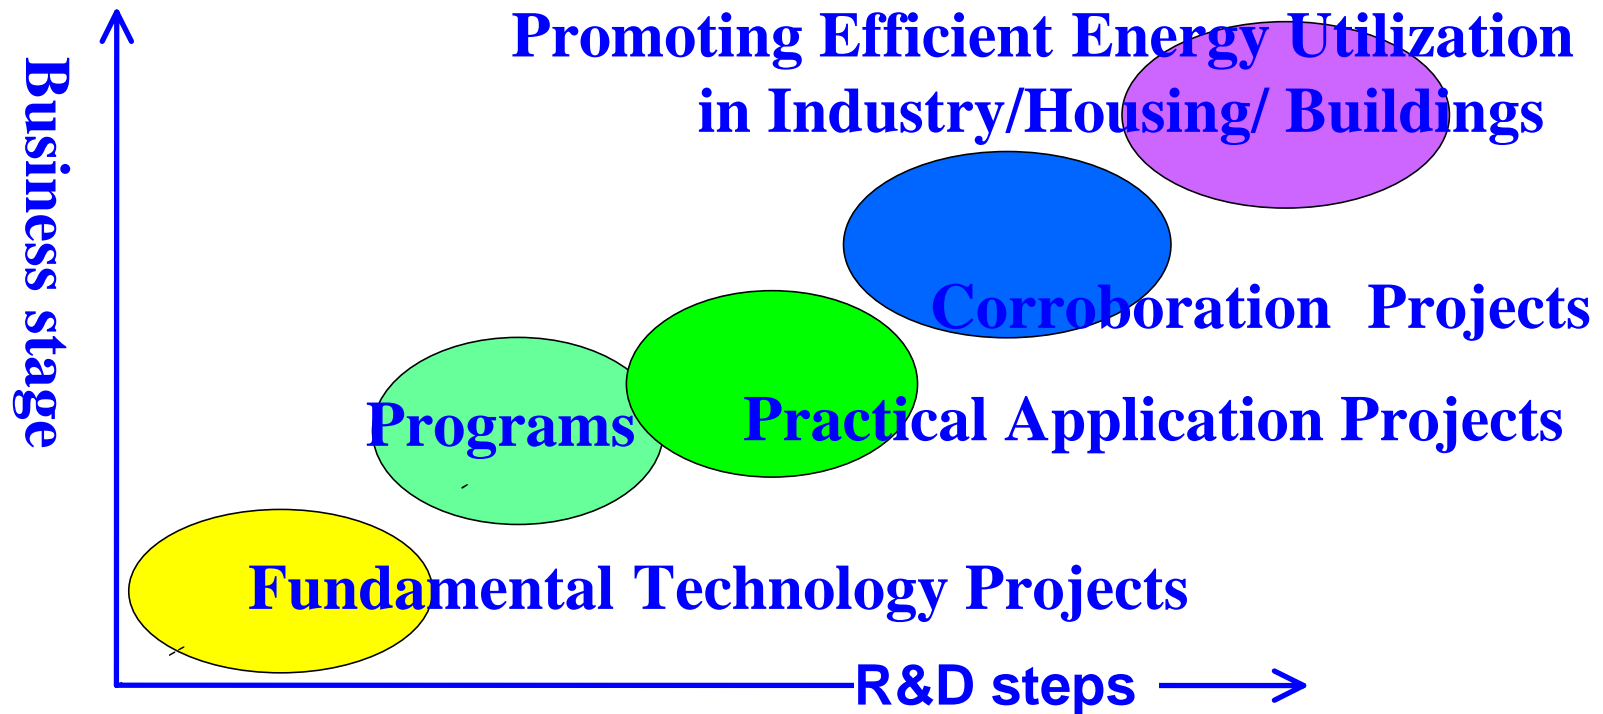 Promoting Efficient Energy Utilization
in Industry/Housing/ Buildings
Business stage
Corroboration Projects
Practical Application Projects
Programs
Fundamental Technology Projects
R&D steps